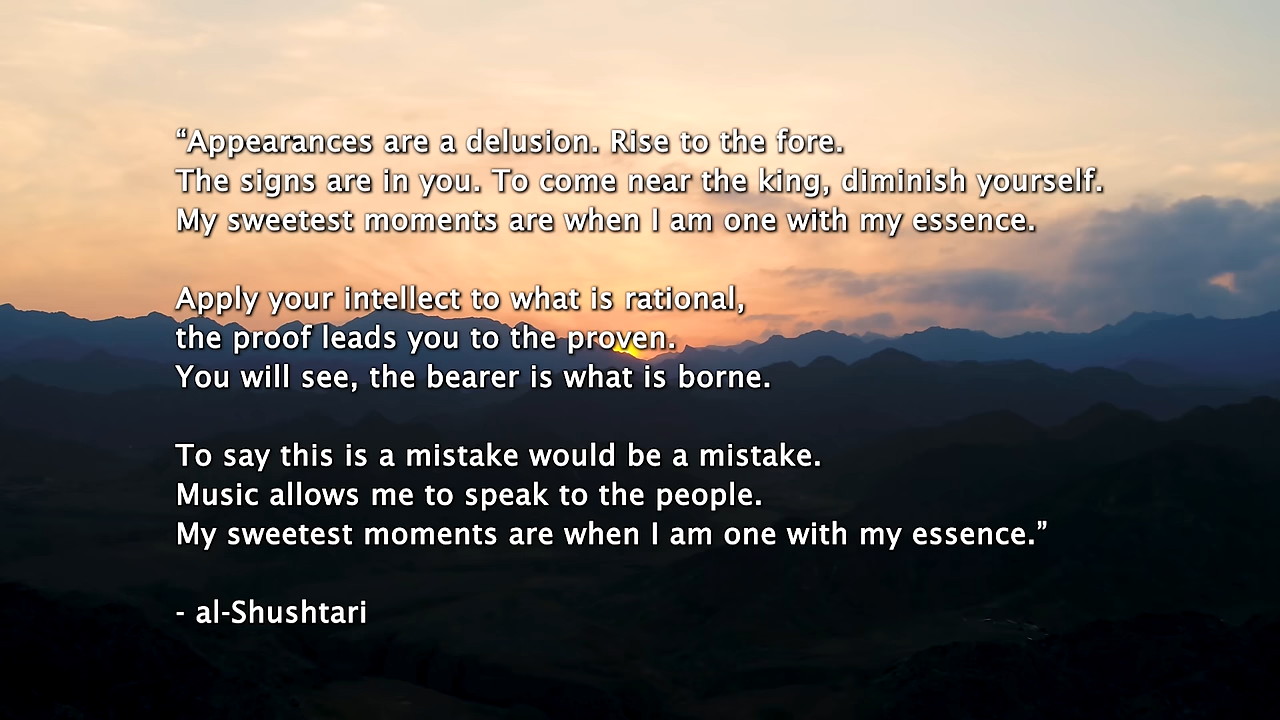 “Appearances are a delusion. Rise to the fore.
The signs are in you. To come near the king, diminish yourself.
My sweetest moments are when I am one with my essence.
Apply your intellect to what is rational,
the proof leads you to the proven.
You will see, the bearer is what is borne.
To say this is a mistake would be a mistake.
Music allows me to speak to the people.
My sweetest moments are when I am one with my essence.”
- al-Shushtari